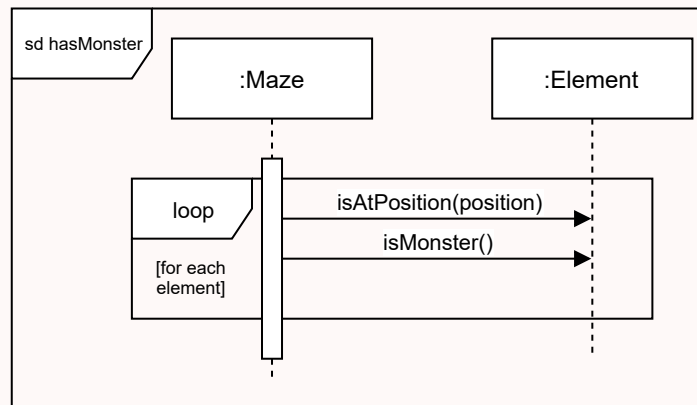 sd hasMonster
:Maze
:Element
loop
isAtPosition(position)
isMonster()
[for each
element]